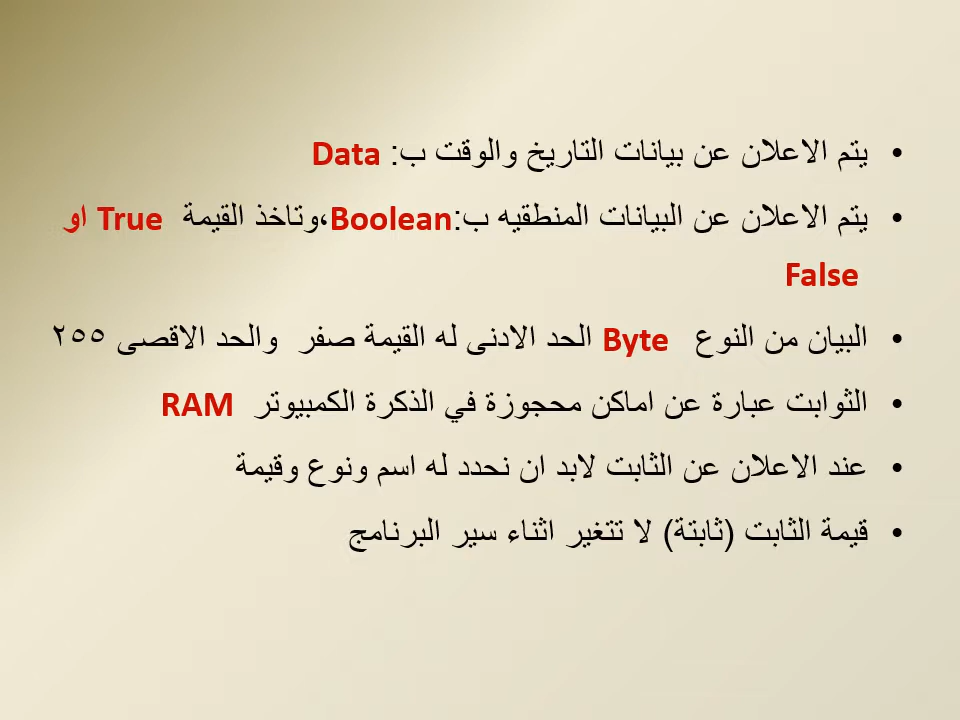 • يتم الاعلان عن بيانات التاريخ والوقت ب: Data
• يتم الاعلان عن البيانات المنطقيه ب:Boolean،وتاخذ القيمة True او
False
• البيان من النوع Byte الحد الادنى له القيمة صفر والحد الاقصى ٢٥٥
• الثوابت عبارة عن اماكن محجوزة في الذكرة الكمبيوتر RAM
• عند الاعلان عن الثابت لابد ان نحدد له اسم ونوع وقيمة
• قيمة الثابت (ثابتة) لا تتغير اثناء سير البرنامج